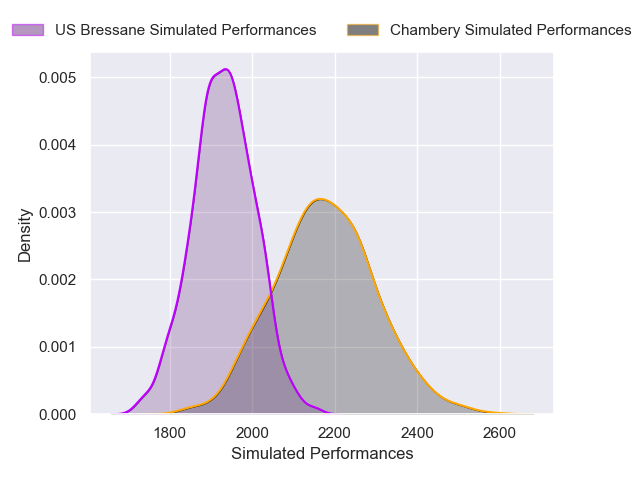 US Bressane Simulated Performances
Chambery Simulated Performances
0.005
0.004
0.003
0.002
0.001
0.000
Density
1800
2000
2200
2400
2600
Simulated Performances